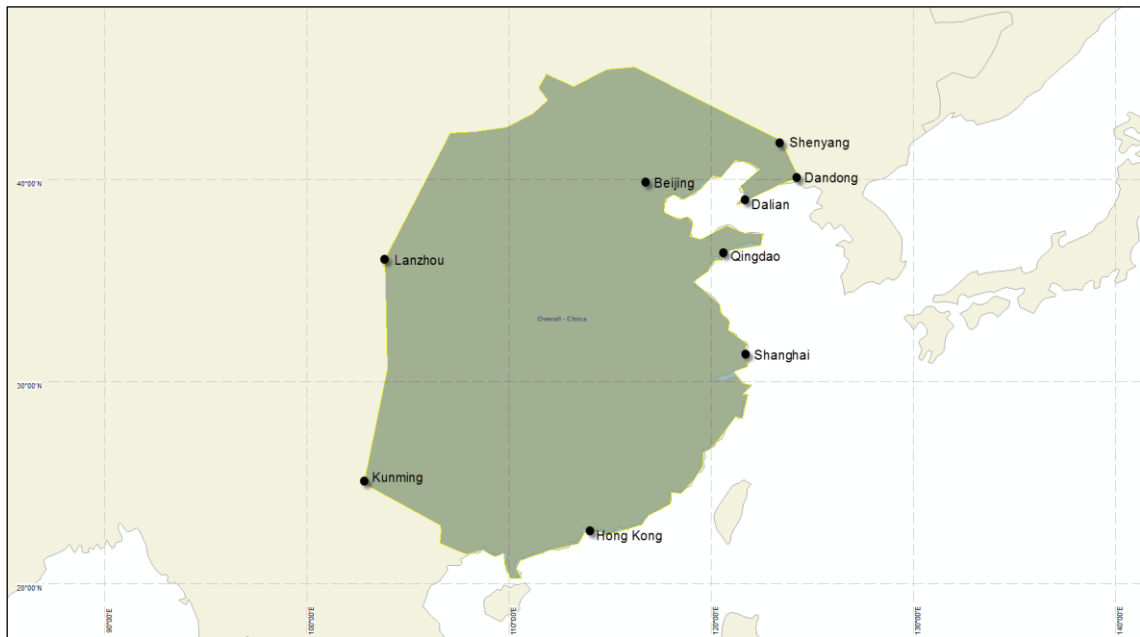 Shenyang
40°00'N
Beijing
Dandong
Dalian
Qingdao
Lanzhou
Overall - China
Shanghai
30°00'N
Kunming
Hong Kong
20°00'N
90°00'E
100°00'E
110°00'E
120°00'E
130°00'E
140°00'E